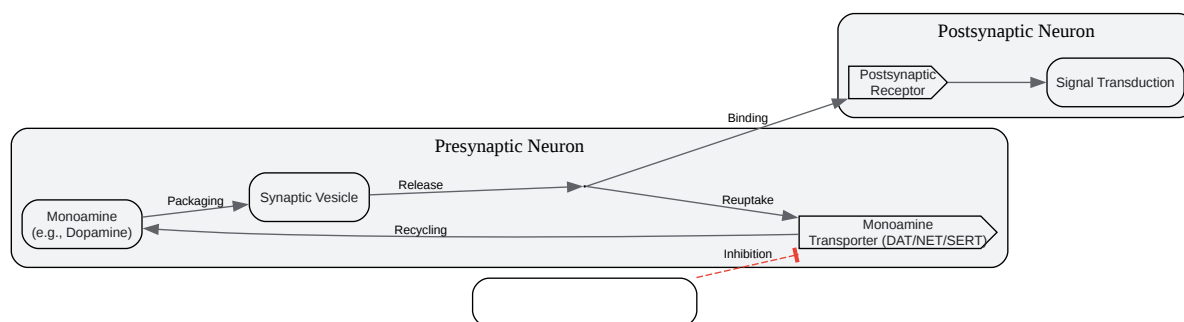 Postsynaptic Neuron
Postsynaptic
Receptor
Signal Transduction
Binding
Presynaptic Neuron
Packaging
Synaptic Vesicle
Release
Monoamine
(e.g., Dopamine)
Recycling
Reuptake
Monoamine
Transporter (DAT/NET/SERT)
Inhibition